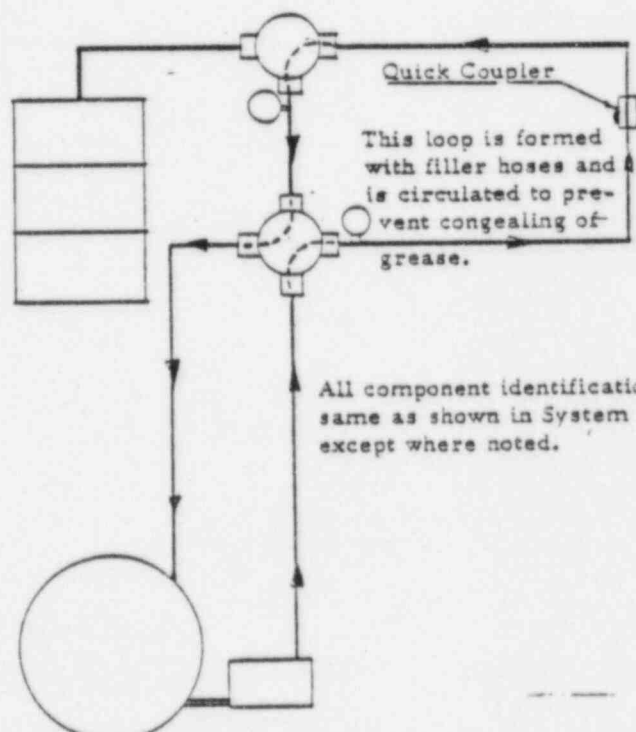 Quick Coupler
This loop is formed
with filler hoses and
is circulated to pre-
vent congealing of
grease.
All component
same as shown in System
except where noted.